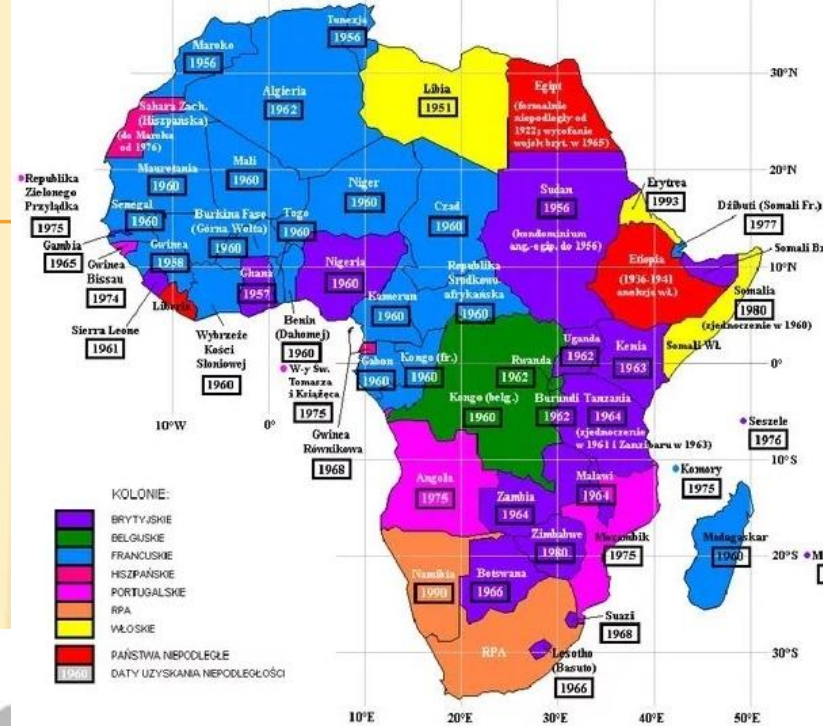 Tunezja
1956
Maroko
1956
30°N
Algieria
1962
Libia
1951
Egipt
(formalnie
niepodległy od
1922; wycofanie
wojsk bryt. w 1965)
Sahara Zach.
(Hiszpańska)
(do Maroka
od 1976)
20°N
Mauretania
1960
Mali
1960
Niger
1960
Czad
1960
Sudan
1956
(kondominium
ang.-egip. do 1956)
Erytrea
1993
Dżibuti (Somali Fr.)
1977
Republika
Zielonego
Przylądka
1975
Senegal
1960
Gambia
1965
Gwinea
Bissau
1974
Gwinea
1958
Burkina Faso
(Górna Wolta)
1960
Togo
1960
Ghana
1957
Nigeria
1960
10°N
Somali
Etiopia
(1936-1941
aneksja wł.)
Somalia
1980
(zjednoczenie w 1960)
Somali Wł.
Republika
Środkowo-
afrykańska
1960
Kamerun
1960
Liberia
Sierra Leone
1961
Wybrzeże
Kości
Słoniowej
1960
Benin
(Dahomej)
1960
W-y Św.
Tomasza
i Książęca
1975
Gwinea
Równikowa
1968
Gabon
1960
Kongo (fr.)
1960
Uganda
1962
Kenia
1963
0°
Rwanda
1962
Kongo (belg.)
1960
Burundi
1962
Tanzania
1964
(zjednoczenie
w 1961 i Zanzibaru w 1963)
Seszele
1976
10°W
0°
10°S
Komory
1975
Angola
1975
Zambia
1964
Malawi
1964
Zimbabwe
1980
Mozambik
1975
Madagaskar
1960
20°S
M
Namibia
1990
Botswana
1966
Suazi
1968
RPA
Lesotho
(Basuto)
1966
30°S
10°E
20°E
30°E
40°E
50°E
KOLONIE:
BRYTYJSKIE
BELGIJSKIE
FRANCUSKIE
HISZPAŃSKIE
PORTUGALSKIE
RPA
WŁOSKIE
PAŃSTWA NIEPODLEGŁE
1960
DATY UZYSKANIA NIEPODLEGŁOŚCI